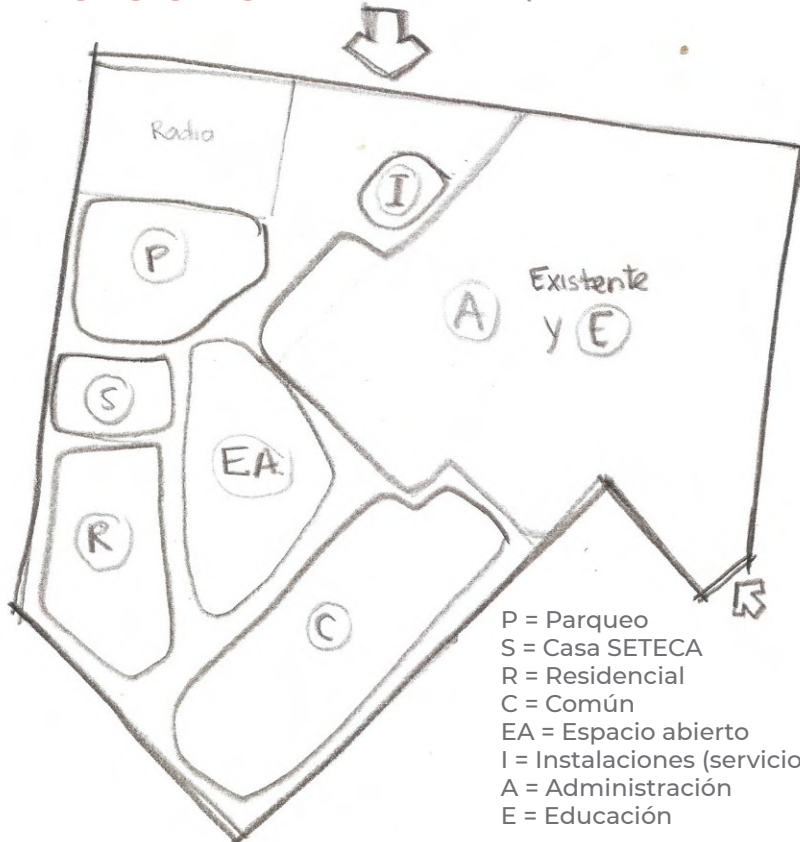 Radio
I
P
Existente
A
y E
S
EA
R
C
P = Parqueo
S = Casa SETECA
R = Residencial
C = Común
EA = Espacio abierto
I = Instalaciones (servicio
A = Administración
E = Educación